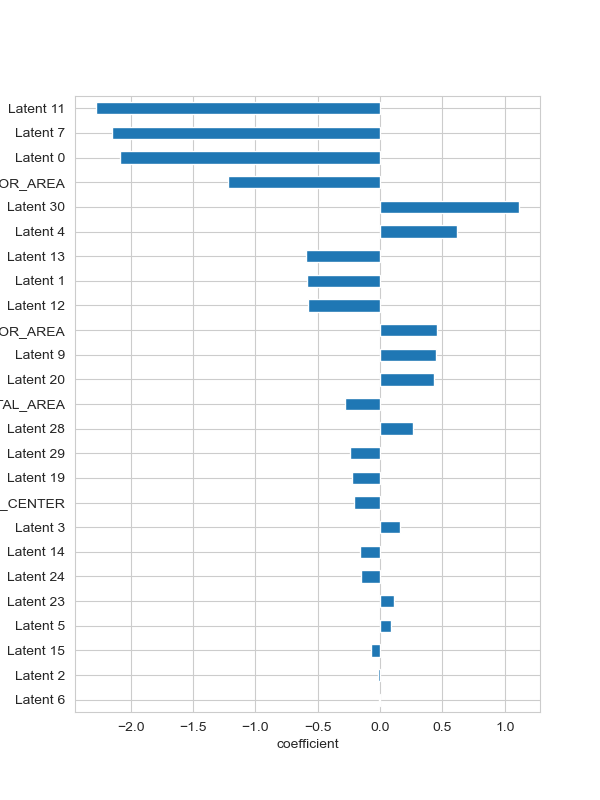 Latent 11
Latent 7
Latent 0
OR_AREA
Latent 30
Latent 4
Latent 13
Latent 1
Latent 12
OR_AREA
Latent 9
Latent 20
TAL_AREA
Latent 28
Latent 29
Latent 19
_CENTER
Latent 3
Latent 14
Latent 24
Latent 23
Latent 5
Latent 15
Latent 2
Latent 6
−2.0 −1.5 −1.0 −0.5 0.0 0.5 1.0
coefficient